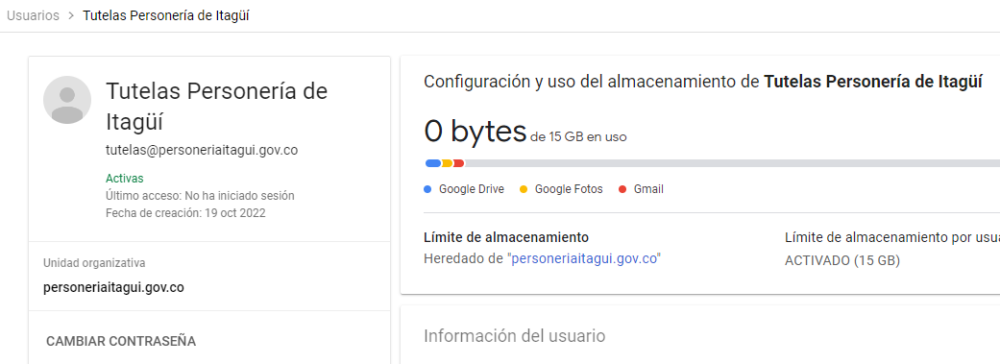 Usuarios > Tutelas Personería de Itagüí
Tutelas Personería de
Itagüí
tutelas@personeriaitagui.gov.co
Activas
Último acceso: No ha iniciado sesión
Fecha de creación: 19 oct 2022
Unidad organizativa
personeriaitagui.gov.co
CAMBIAR CONTRASEÑA
Configuración y uso del almacenamiento de Tutelas Personería de Itagüí
0 bytes de 15 GB en uso
Google Drive Google Fotos Gmail
Límite de almacenamiento
Heredado de "personeriaitagui.gov.co"
Límite de almacenamiento por usua
ACTIVADO (15 GB)
Información del usuario